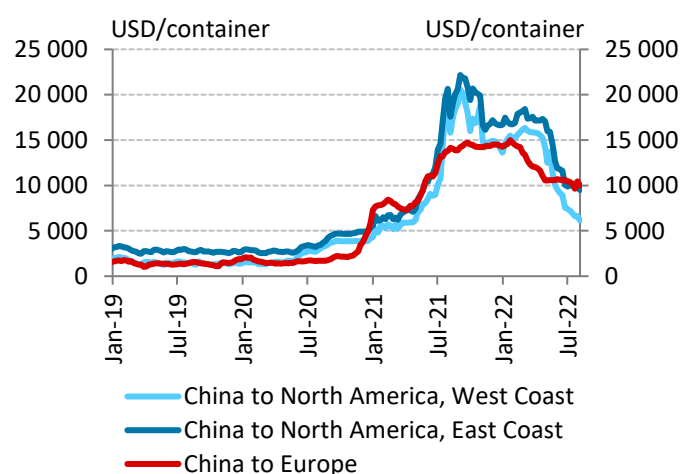 USD/container USD/container
25 000 25 000
20 000 20 000
15 000 15 000
10 000 10 000
5 000 5 000
0 0
Jan-19 Jul-19 Jan-20 Jul-20 Jan-21 Jul-21 Jan-22 Jul-22
China to North America, West Coast
China to North America, East Coast
China to Europe